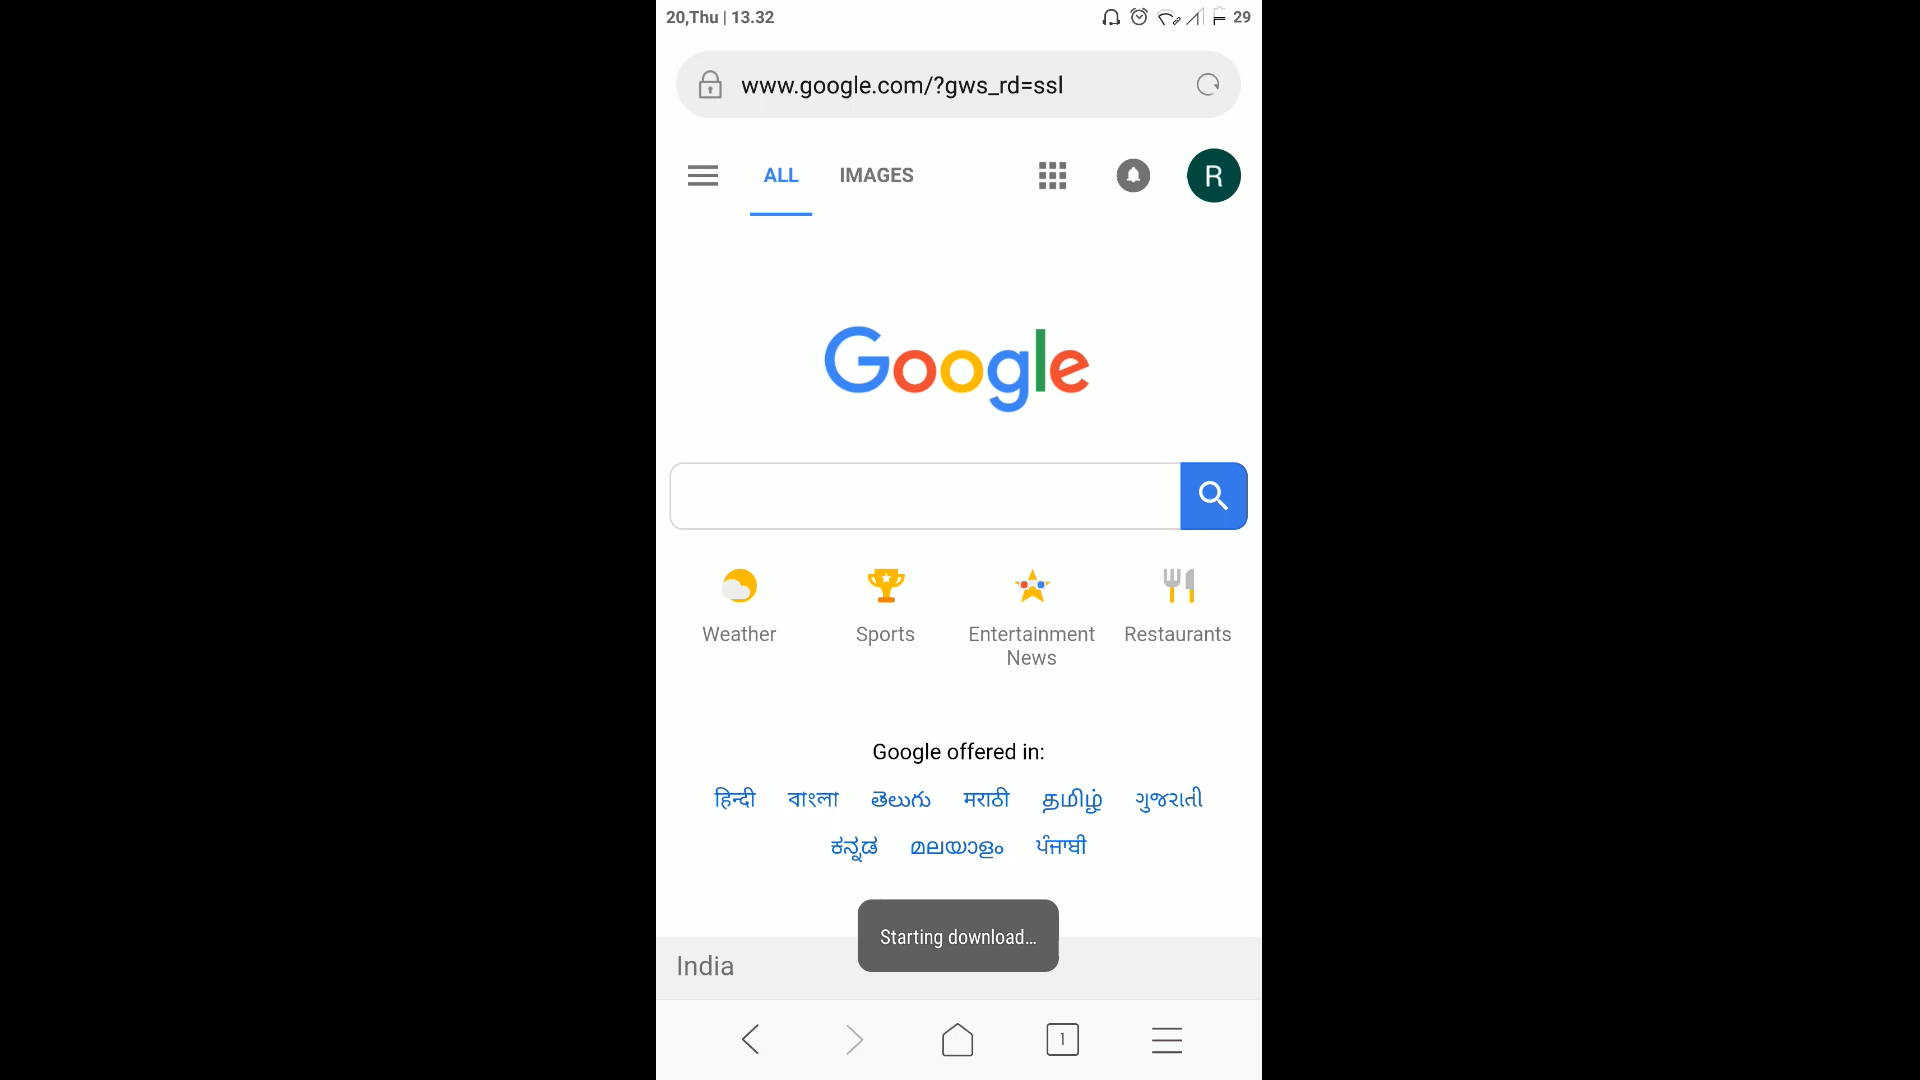 20,Thu | 13.32 29
www.google.com/?gws_rd=ssl
ALL IMAGES R
Google
Weather Sports Entertainment News Restaurants
Google offered in:
हिन्दी বাংলা తెలుగు मराठी தமிழ் ગુજરાતી
ಕನ್ನಡ മലയാളം ਪੰਜਾਬੀ
Starting download...
India
1